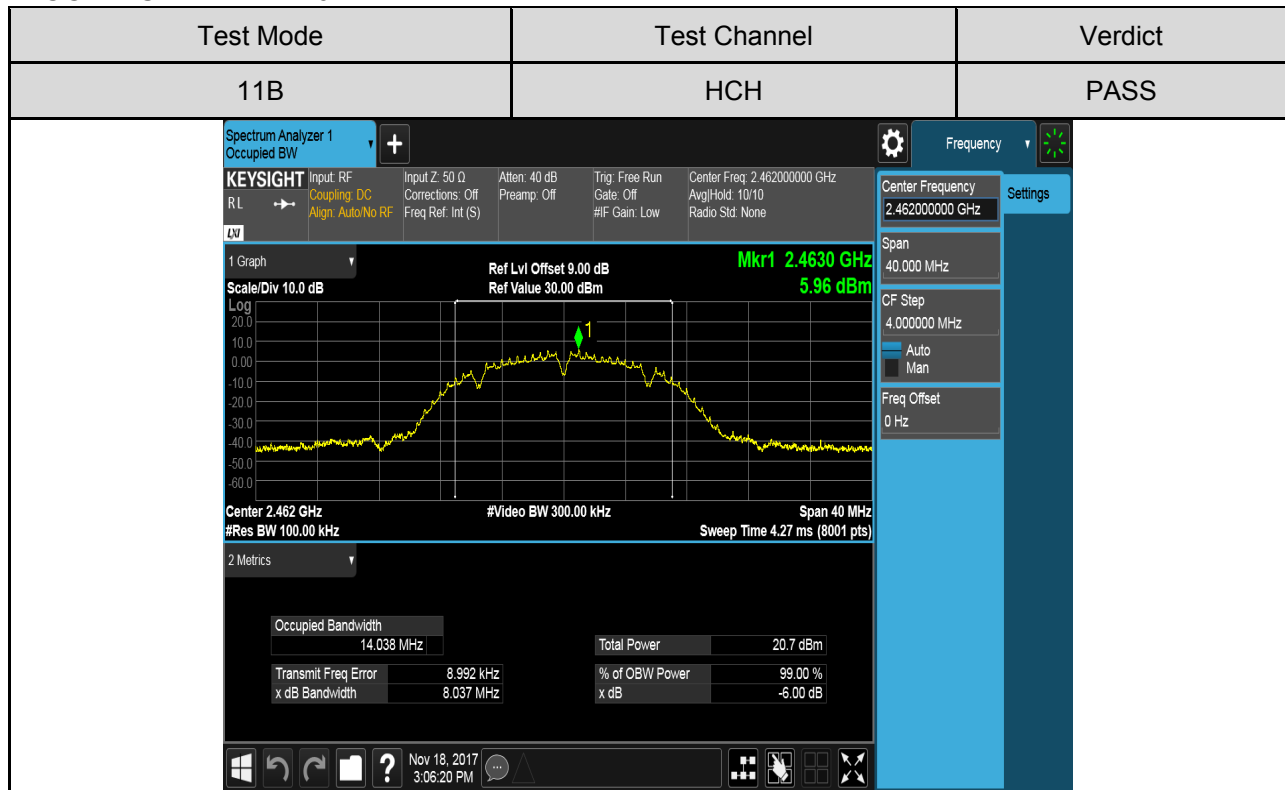 Test Mode Test Channel Verdict
11B HCH PASS
Spectrum Analyzer 1
Occupied BW
+
Frequency
KEYSIGHT Input: RF Input Z: 50 Ω Atten: 40 dB Trig: Free Run Center Freq: 2.462000000 GHz
RL Coupling: DC Corrections: Off Preamp: Off Gate: Off Avg|Hold: 10/10
Align: Auto/No RF Freq Ref: Int (S) #IF Gain: Low Radio Std: None
LXI
Center Frequency
2.462000000 GHz
Settings
Span
40.000 MHz
CF Step
4.000000 MHz
Auto
Man
Freq Offset
0 Hz
1 Graph Ref Lvl Offset 9.00 dB Mkr1 2.4630 GHz
Scale/Div 10.0 dB Ref Value 30.00 dBm 5.96 dBm
Log
20.0
1
10.0
0.00
-10.0
-20.0
-30.0
-40.0
-50.0
-60.0
Center 2.462 GHz #Video BW 300.00 kHz Span 40 MHz
#Res BW 100.00 kHz Sweep Time 4.27 ms (8001 pts)
2 Metrics
Occupied Bandwidth
14.038 MHz Total Power 20.7 dBm
Transmit Freq Error 8.992 kHz % of OBW Power 99.00 %
x dB Bandwidth 8.037 MHz x dB -6.00 dB
? Nov 18, 2017
3:06:20 PM